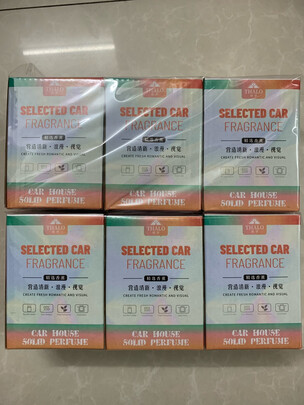 THALO
SELECTED CAR
FRAGRANCE
营造清新·浪漫·视觉
CREATE FRESH ROMANTIC AND VISUAL
CAR HOUSE
SOLID PERFUME
THALO
SELECTED CAR
FRAGRANCE
营造清新·浪漫·视觉
CREATE FRESH ROMANTIC AND VISUAL
CAR HOUSE
SOLID PERFUME
THALO
SELECTED CAR
FRAGRANCE
营造清新·浪漫·视觉
CREATE FRESH ROMANTIC AND VISUAL
CAR HOUSE
SOLID PERFUME
THALO
SELECTED CAR
FRAGRANCE
营造清新·浪漫·视觉
CREATE FRESH ROMANTIC AND VISUAL
CAR HOUSE
SOLID PERFUME
THALO
SELECTED CAR
FRAGRANCE
营造清新·浪漫·视觉
CREATE FRESH ROMANTIC AND VISUAL
CAR HOUSE
SOLID PERFUME
THALO
SELECTED CAR
FRAGRANCE
营造清新·浪漫·视觉
CREATE FRESH ROMANTIC AND VISUAL
CAR HOUSE
SOLID PERFUME